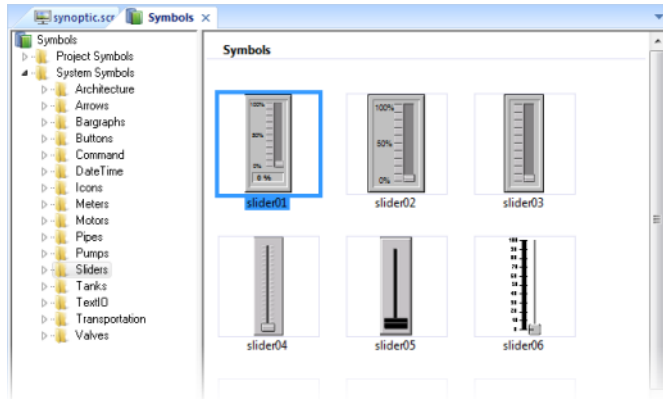 synoptic.scr
Symbols
Symbols
Project Symbols
System Symbols
Architecture
Arrows
Bargraphs
Buttons
Command
DateTime
Icons
Meters
Motors
Pipes
Pumps
Sliders
Tanks
TextIO
Transportation
Valves
Symbols
100%
50%
0%
0 %
slider01
100%
50%
0%
slider02
slider03
slider04
slider05
100
slider06